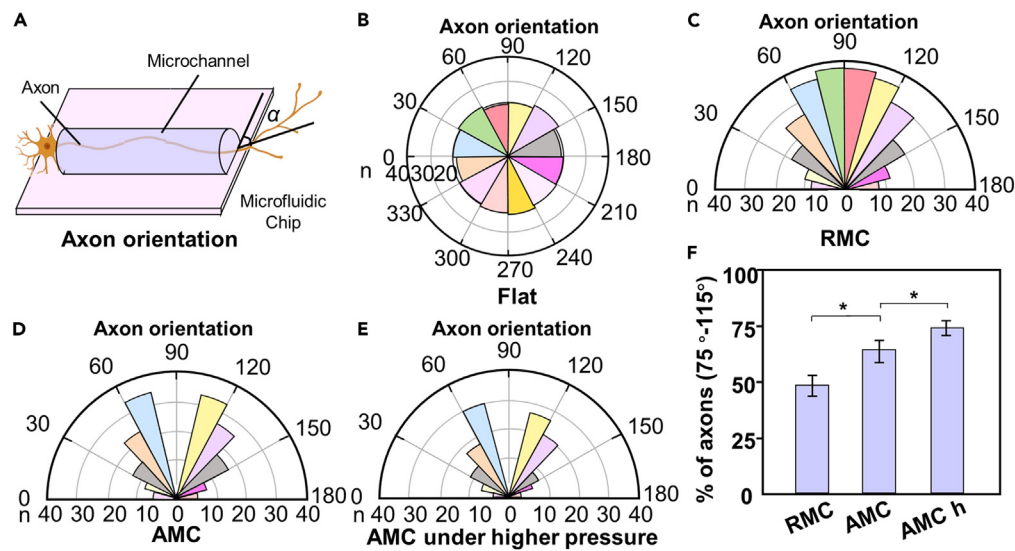 A
Microchannel
Axon
α
Microfluidic
Chip
Axon orientation
B
Axon orientation
90
60
120
30
150
0
180
n
403020
330
210
300
240
270
Flat
C
Axon orientation
90
60
120
30
150
0
180
n
40 30 20 10 0 10 20 30 40
RMC
D
Axon orientation
90
60
120
30
150
0
180
n
40 30 20 10 0 10 20 30 40
AMC
E
Axon orientation
90
60
120
30
150
0
180
n
40 30 20 10 0 10 20 30 40
AMC under higher pressure
F
% of axons (75 °-115°)
100
75
50
25
0
*
*
RMC
AMC
AMC h